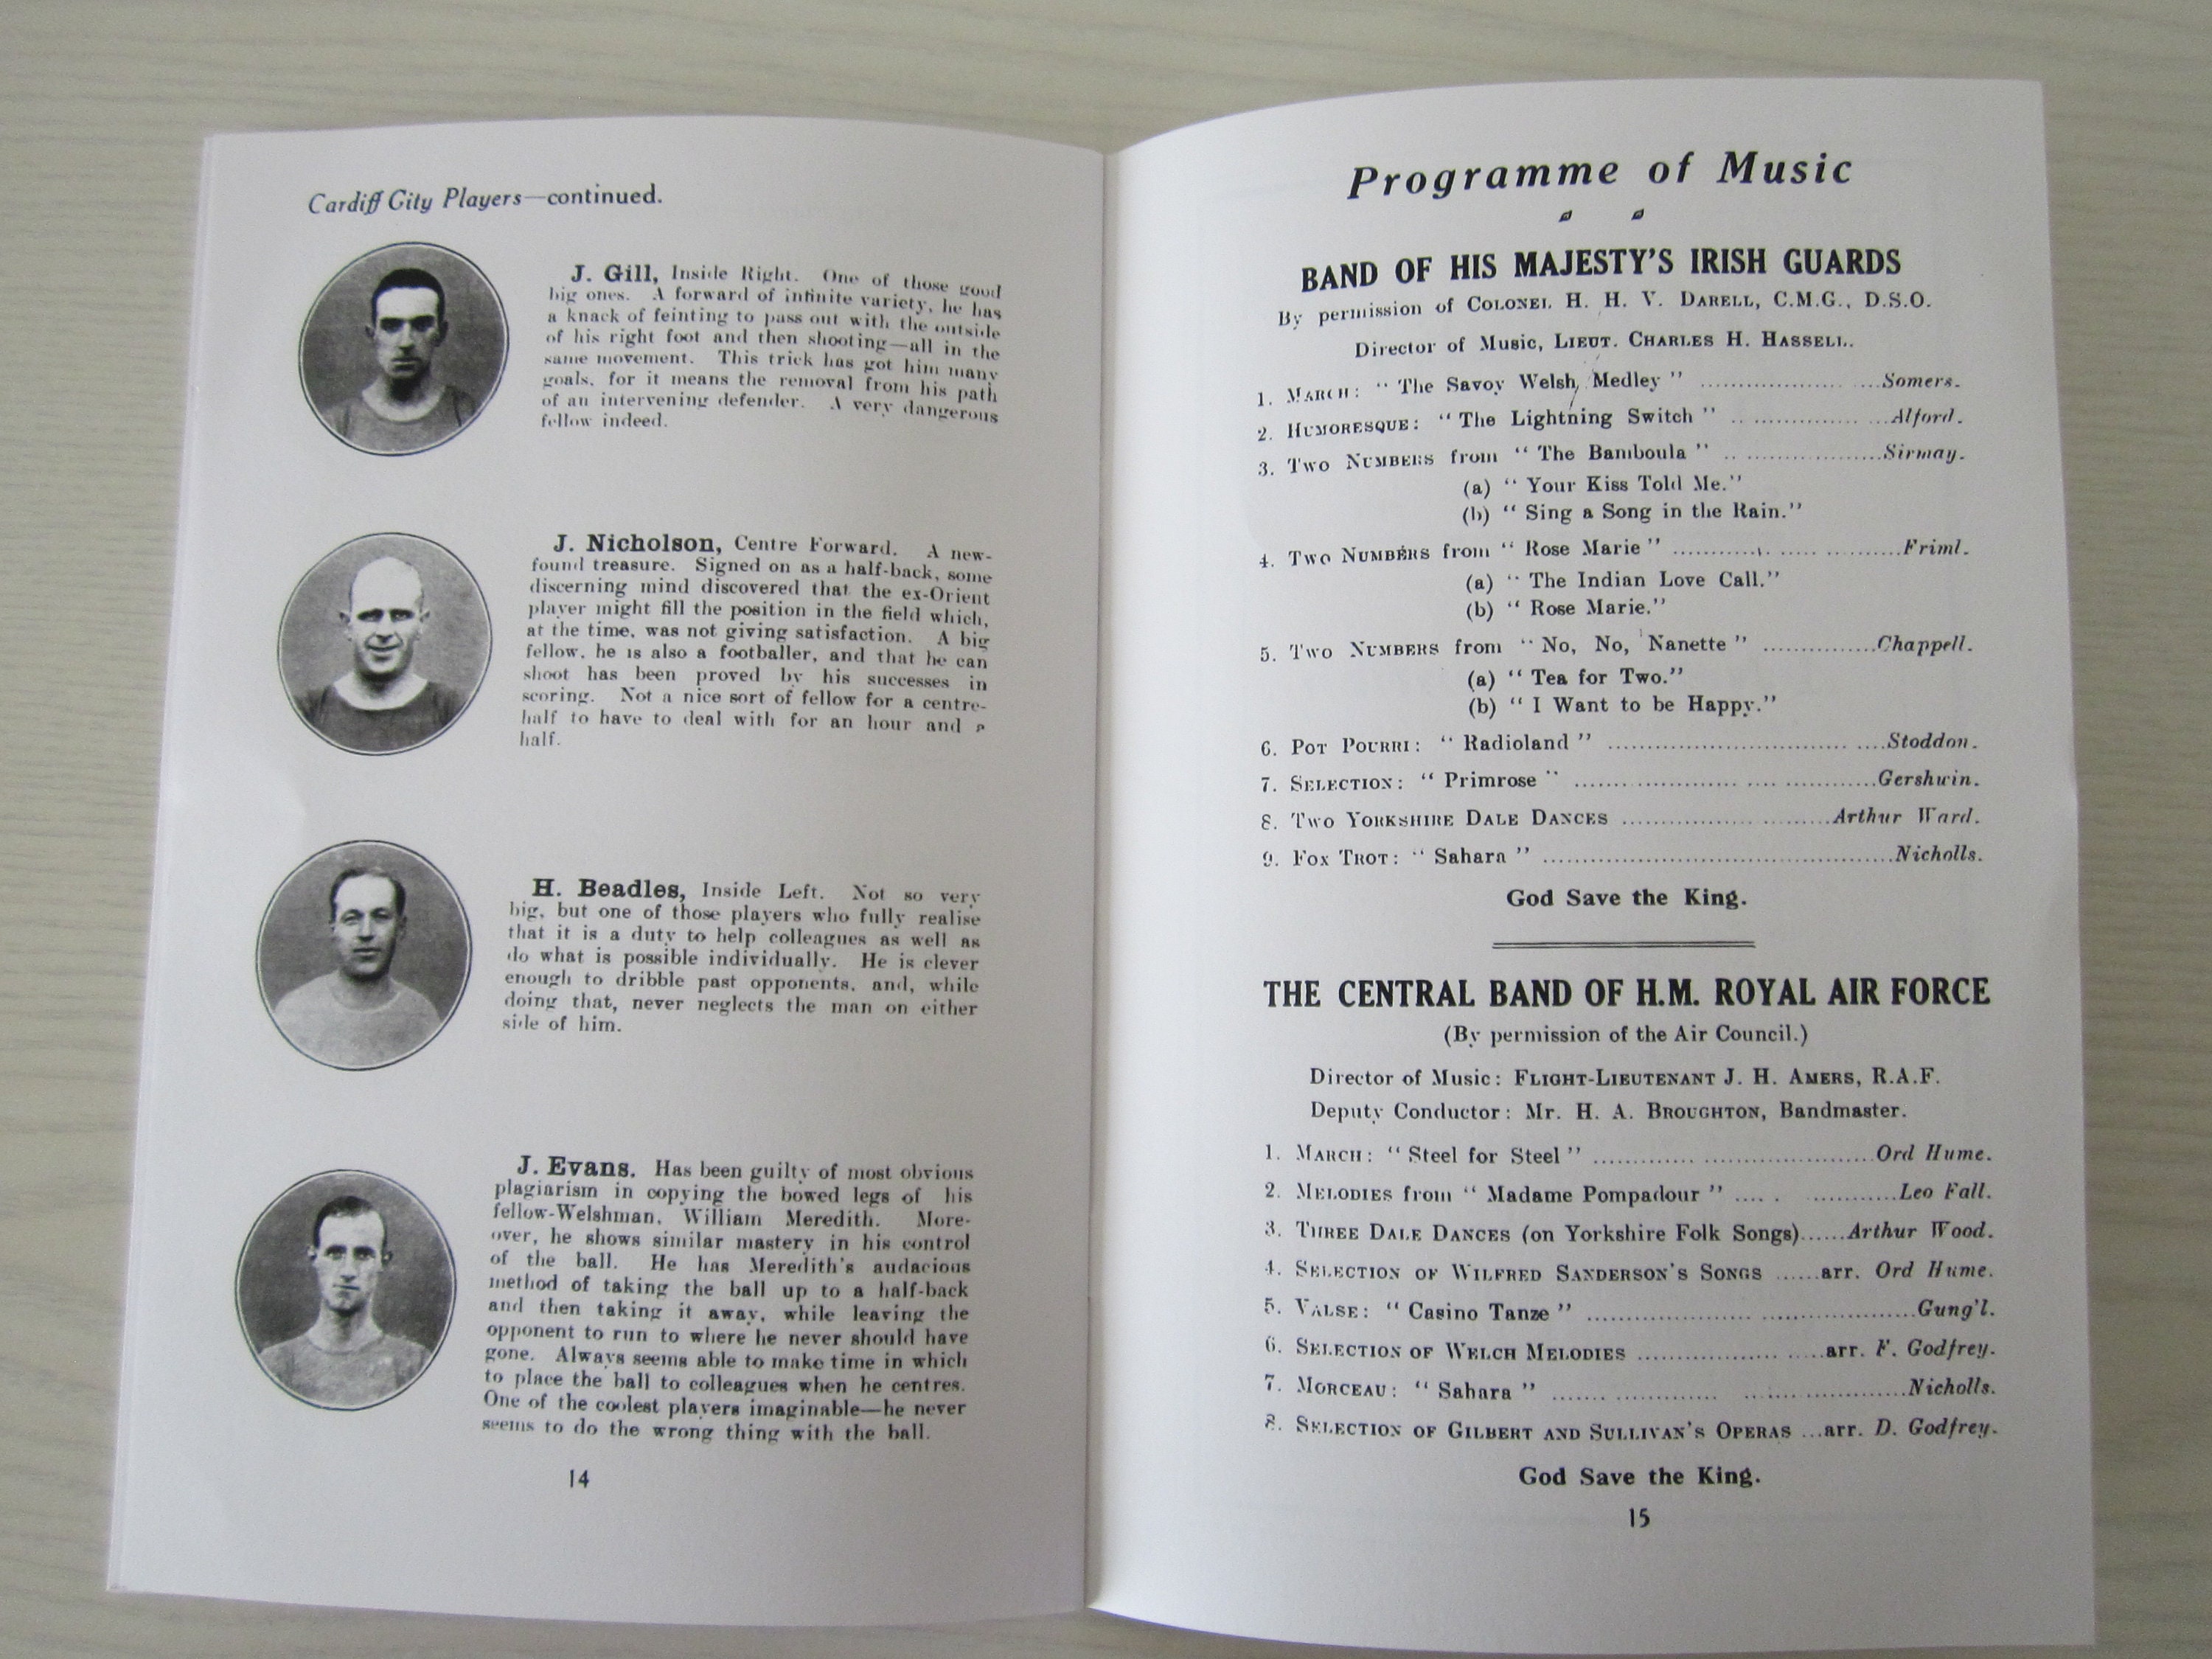 Cardiff City Players—continued.
J. Gill, Inside Right. One of those good
big ones. A forward of infinite variety, he has
a knack of feinting to pass out with the outside
of his right foot and then shooting—all in the
same movement. This trick has got him many
goals, for it means the removal from his path
of an intervening defender. A very dangerous
fellow indeed.
J. Nicholson, Centre Forward. A new-
found treasure. Signed on as a half-back, some
discerning mind discovered that the ex-Orient
player might fill the position in the field which,
at the time, was not giving satisfaction. A big
fellow, he is also a footballer, and that he can
shoot has been proved by his successes in
scoring. Not a nice sort of fellow for a centre-
half to have to deal with for an hour and a
half.
H. Beadles, Inside Left. Not so very
big, but one of those players who fully realise
that it is a duty to help colleagues as well as
do what is possible individually. He is clever
enough to dribble past opponents, and, while
doing that, never neglects the man on either
side of him.
J. Evans. Has been guilty of most obvious
plagiarism in copying the bowed legs of his
fellow-Welshman, William Meredith. More-
over, he shows similar mastery in his control
of the ball. He has Meredith's audacious
method of taking the ball up to a half-back
and then taking it away, while leaving the
opponent to run to where he never should have
gone. Always seems able to make time in which
to place the ball to colleagues when he centres.
One of the coolest players imaginable—he never
seems to do the wrong thing with the ball.
14
Programme of Music
BAND OF HIS MAJESTY'S IRISH GUARDS
By permission of COLONEL H. H. V. DARELL, C.M.G., D.S.O.
Director of Music, LIEUT. CHARLES H. HASSELL.
1. MARCH: "The Savoy Welsh Medley" .................... Somers.
2. HUMORESQUE: "The Lightning Switch" .................... Alford.
3. TWO NUMBERS from "The Bamboula" .................... Sirmay.
(a) "Your Kiss Told Me."
(b) "Sing a Song in the Rain."
4. TWO NUMBERS from "Rose Marie" .................... Friml.
(a) "The Indian Love Call."
(b) "Rose Marie."
5. TWO NUMBERS from "No, No, Nanette" ............... Chappell.
(a) "Tea for Two."
(b) "I Want to be Happy."
6. POT POURRI: "Radioland" .................... Stoddon.
7. SELECTION: "Primrose" .................... Gershwin.
8. TWO YORKSHIRE DALE DANCES .................... Arthur Ward.
9. FOX TROT: "Sahara" .................... Nicholls.
God Save the King.
THE CENTRAL BAND OF H.M. ROYAL AIR FORCE
(By permission of the Air Council.)
Director of Music: FLIGHT-LIEUTENANT J. H. AMERS, R.A.F.
Deputy Conductor: Mr. H. A. BROUGHTON, Bandmaster.
1. MARCH: "Steel for Steel" .................... Ord Hume.
2. MELODIES from "Madame Pompadour" .................... Leo Fall.
3. THREE DALE DANCES (on Yorkshire Folk Songs)......Arthur Wood.
4. SELECTION OF WILFRED SANDERSON'S SONGS ......arr. Ord Hume.
5. VALSE: "Casino Tanze" .................... Gung'l.
6. SELECTION OF WELCH MELODIES .................... arr. F. Godfrey.
7. MORCEAU: "Sahara" .................... Nicholls.
8. SELECTION OF GILBERT AND SULLIVAN'S OPERAS ...arr. D. Godfrey.
God Save the King.
15